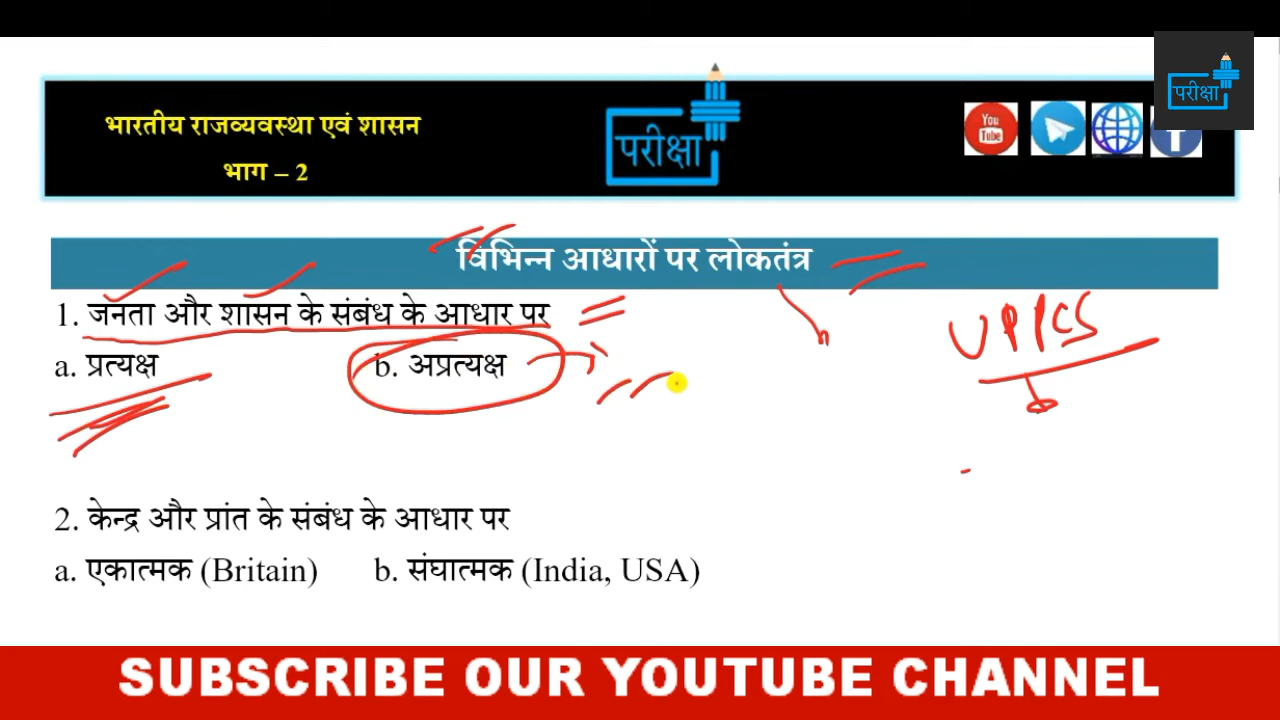 परीक्षा
भारतीय राजव्यवस्था एवं शासन
भाग – 2
परीक्षा
You
Tube
f
विभिन्न आधारों पर लोकतंत्र
1. जनता और शासन के संबंध के आधार पर
UPPCS
a. प्रत्यक्ष b. अप्रत्यक्ष
2. केन्द्र और प्रांत के संबंध के आधार पर
a. एकात्मक (Britain) b. संघात्मक (India, USA)
SUBSCRIBE OUR YOUTUBE CHANNEL